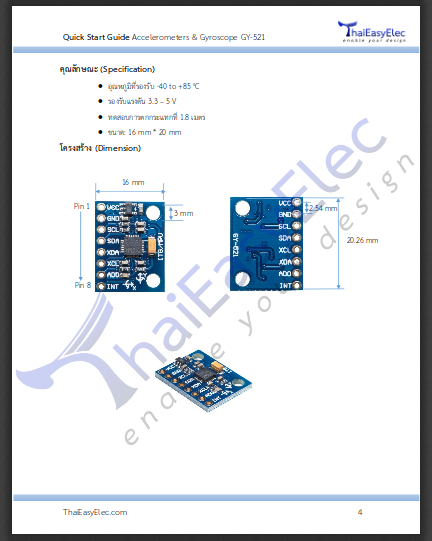 Quick Start Guide Accelerometers & Gyroscope GY-521
ThaiEasyElec
enable your design
คุณลักษณะ (Specification)
● อุณหภูมิที่รองรับ -40 to +85 °C
● รองรับแรงดัน 3.3 – 5 V
● ทดสอบการตกกระแทกที่ 1.8 เมตร
● ขนาด: 16 mm * 20 mm
โครงสร้าง (Dimension)
16 mm
Pin 1
3 mm
Pin 8
VCC
GND
SCL
SDA
XDA
XCL
ADO
INT
ITG/MPU
X
Y
VCC
GND
SCL
SDA
XCL
XDA
ADO
INT
GY-521
2.54 mm
20.26 mm
ThaiEasyElec
enable your design
ThaiEasyElec.com
4